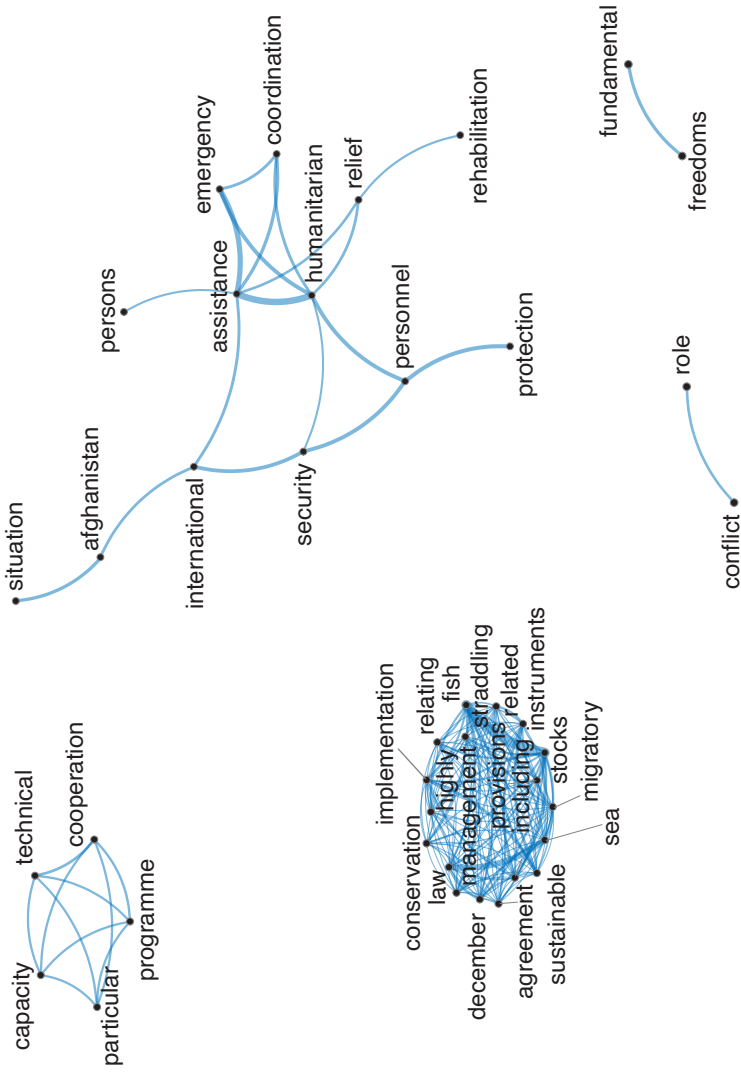 situation
afghanistan
international
security
persons
assistance
emergency
coordination
humanitarian
relief
rehabilitation
personnel
protection
fundamental
freedoms
role
conflict
technical
cooperation
capacity
particular
programme
implementation
relating
fish
straddling
related
instruments
highly
management
provisions
including
stocks
migratory
sea
conservation
law
december
agreement
sustainable